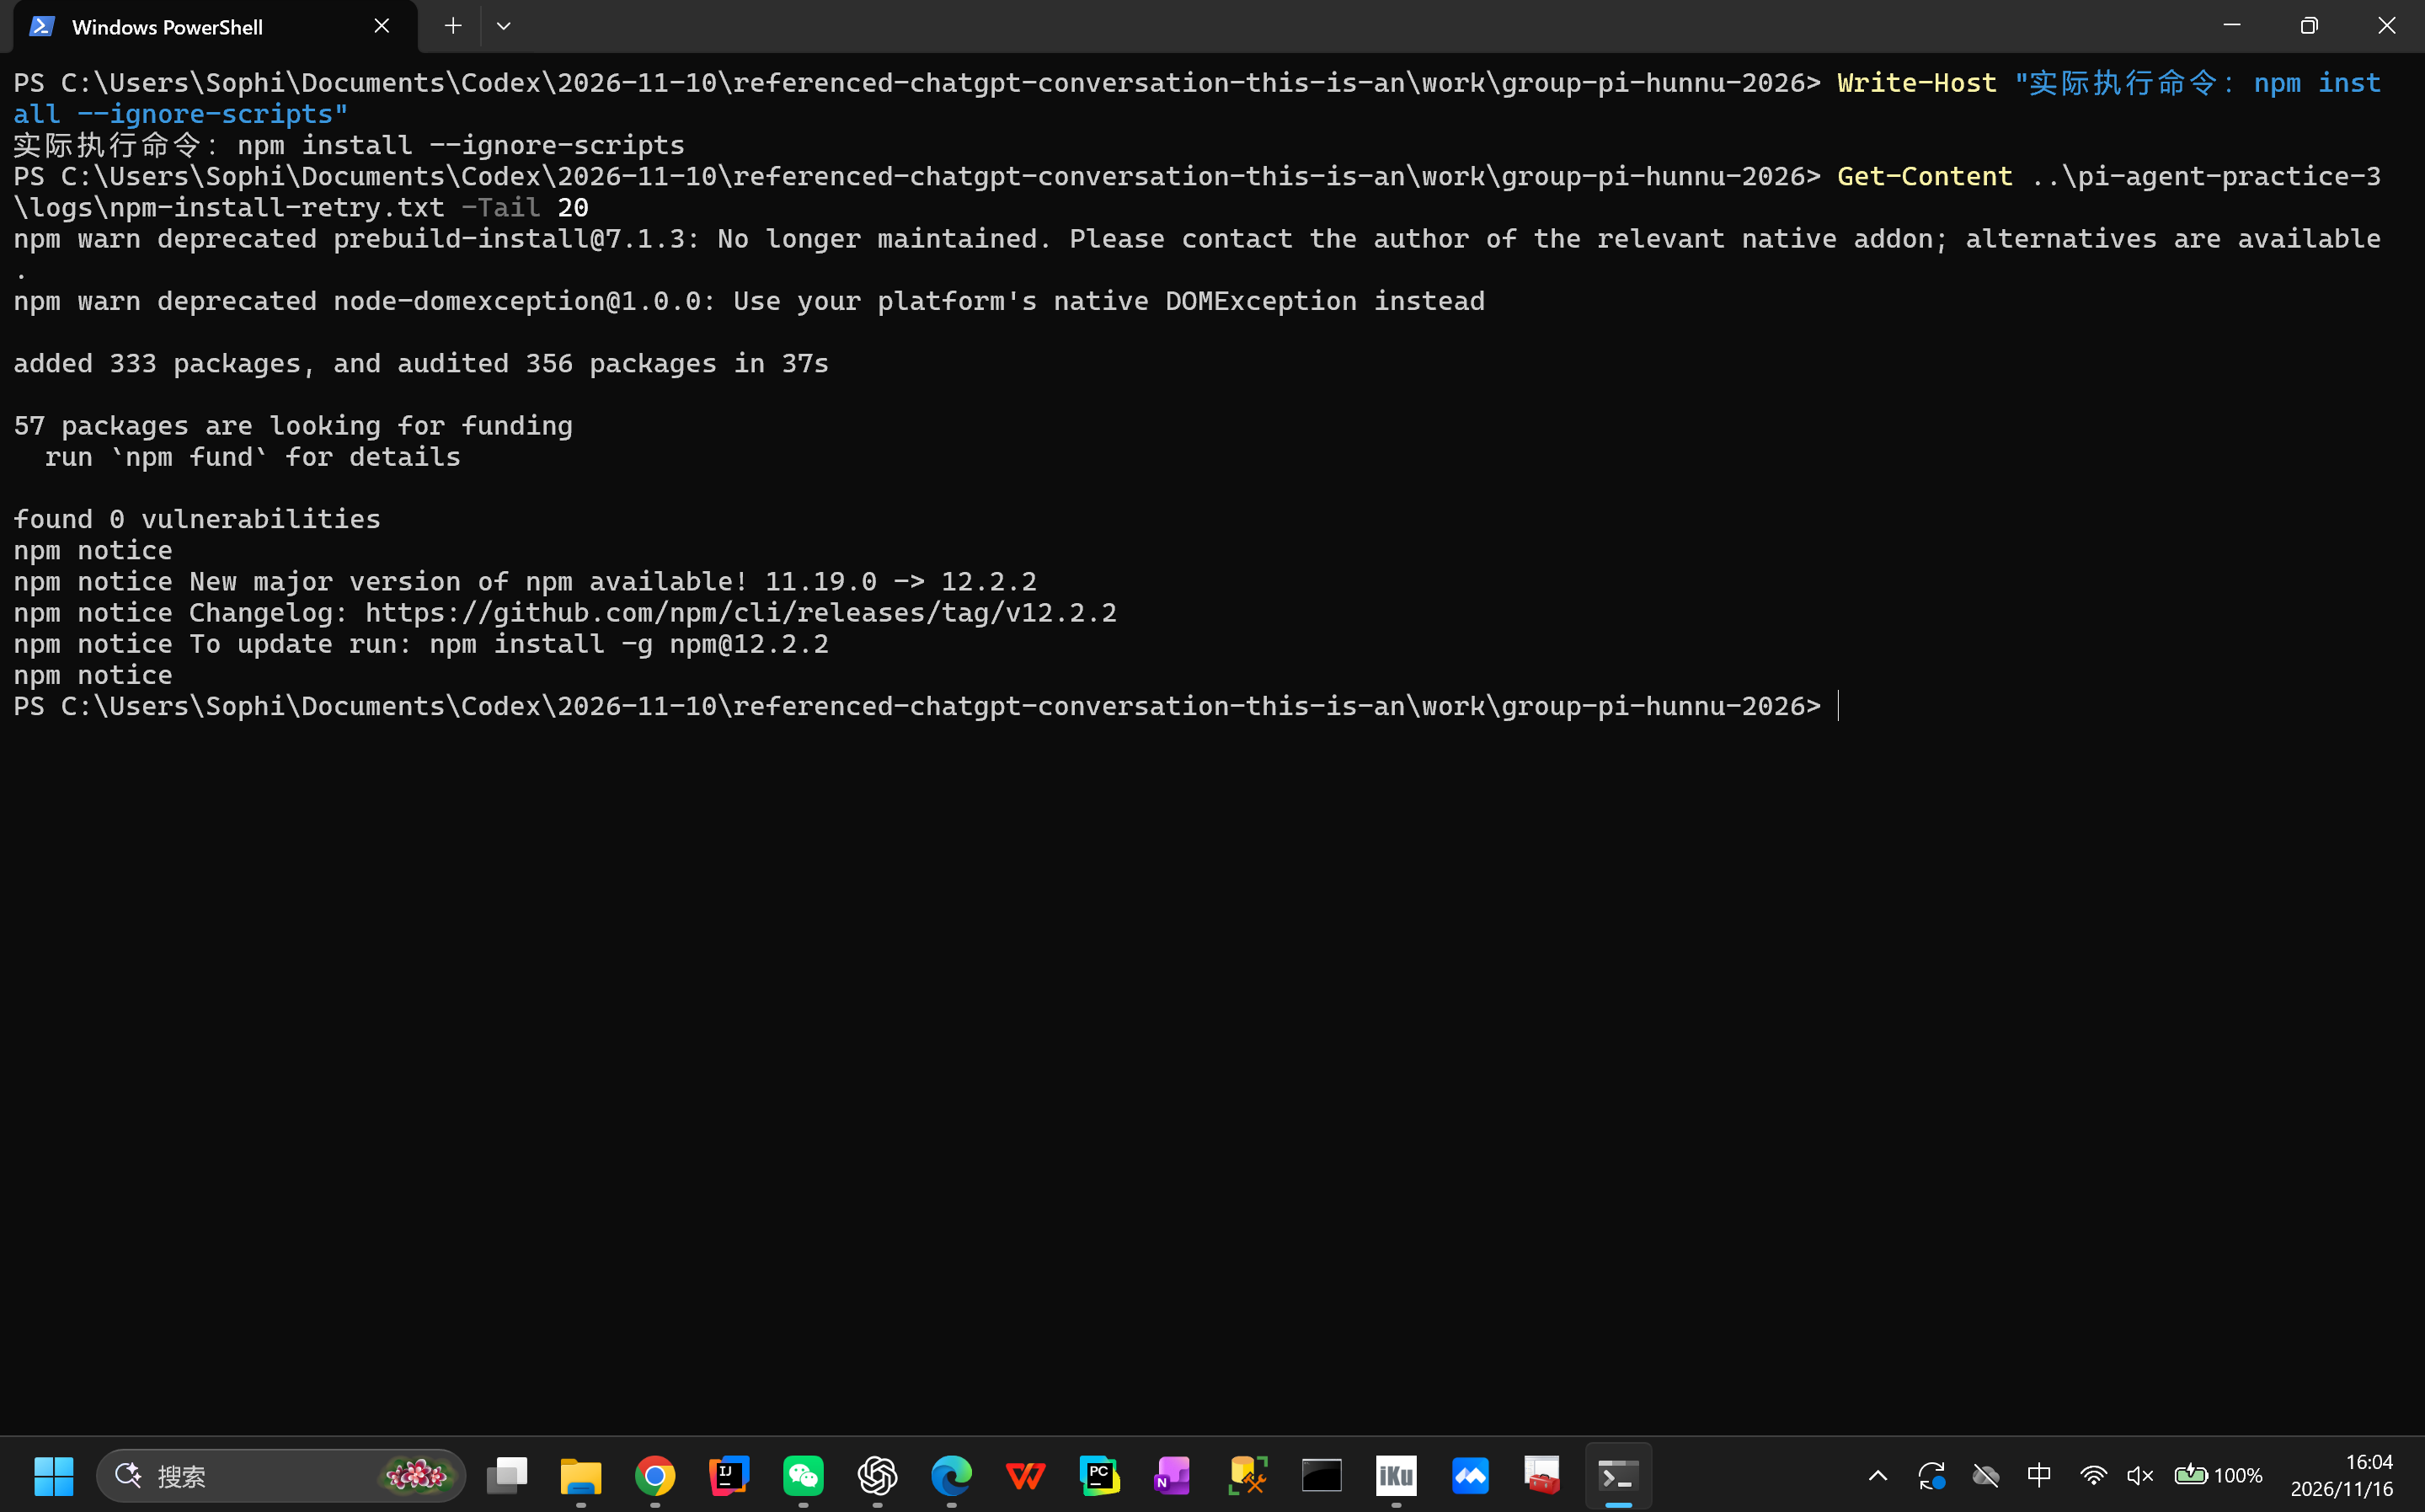 Windows PowerShell
PS C:\Users\Sophi\Documents\Codex\2026-11-10\referenced-chatgpt-conversation-this-is-an\work\group-pi-hunnu-2026> Write-Host "实际执行命令：npm inst
all --ignore-scripts"
实际执行命令：npm install --ignore-scripts
PS C:\Users\Sophi\Documents\Codex\2026-11-10\referenced-chatgpt-conversation-this-is-an\work\group-pi-hunnu-2026> Get-Content ..\pi-agent-practice-3
\logs\npm-install-retry.txt -Tail 20
npm warn deprecated prebuild-install@7.1.3: No longer maintained. Please contact the author of the relevant native addon; alternatives are available
.
npm warn deprecated node-domexception@1.0.0: Use your platform's native DOMException instead
added 333 packages, and audited 356 packages in 37s
57 packages are looking for funding
run `npm fund` for details
found 0 vulnerabilities
npm notice
npm notice New major version of npm available! 11.19.0 -> 12.2.2
npm notice Changelog: https://github.com/npm/cli/releases/tag/v12.2.2
npm notice To update run: npm install -g npm@12.2.2
npm notice
PS C:\Users\Sophi\Documents\Codex\2026-11-10\referenced-chatgpt-conversation-this-is-an\work\group-pi-hunnu-2026>
搜索
IJ
PC
N
iKu
中
100%
16:04
2026/11/16